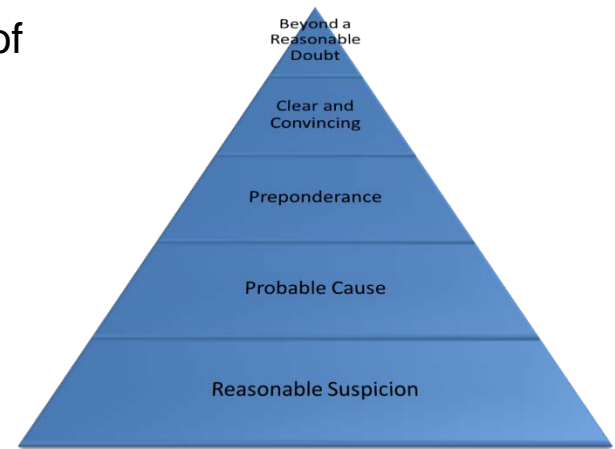 of
Beyond a
Reasonable
Doubt
Clear and
Convincing
Preponderance
Probable Cause
Reasonable Suspicion